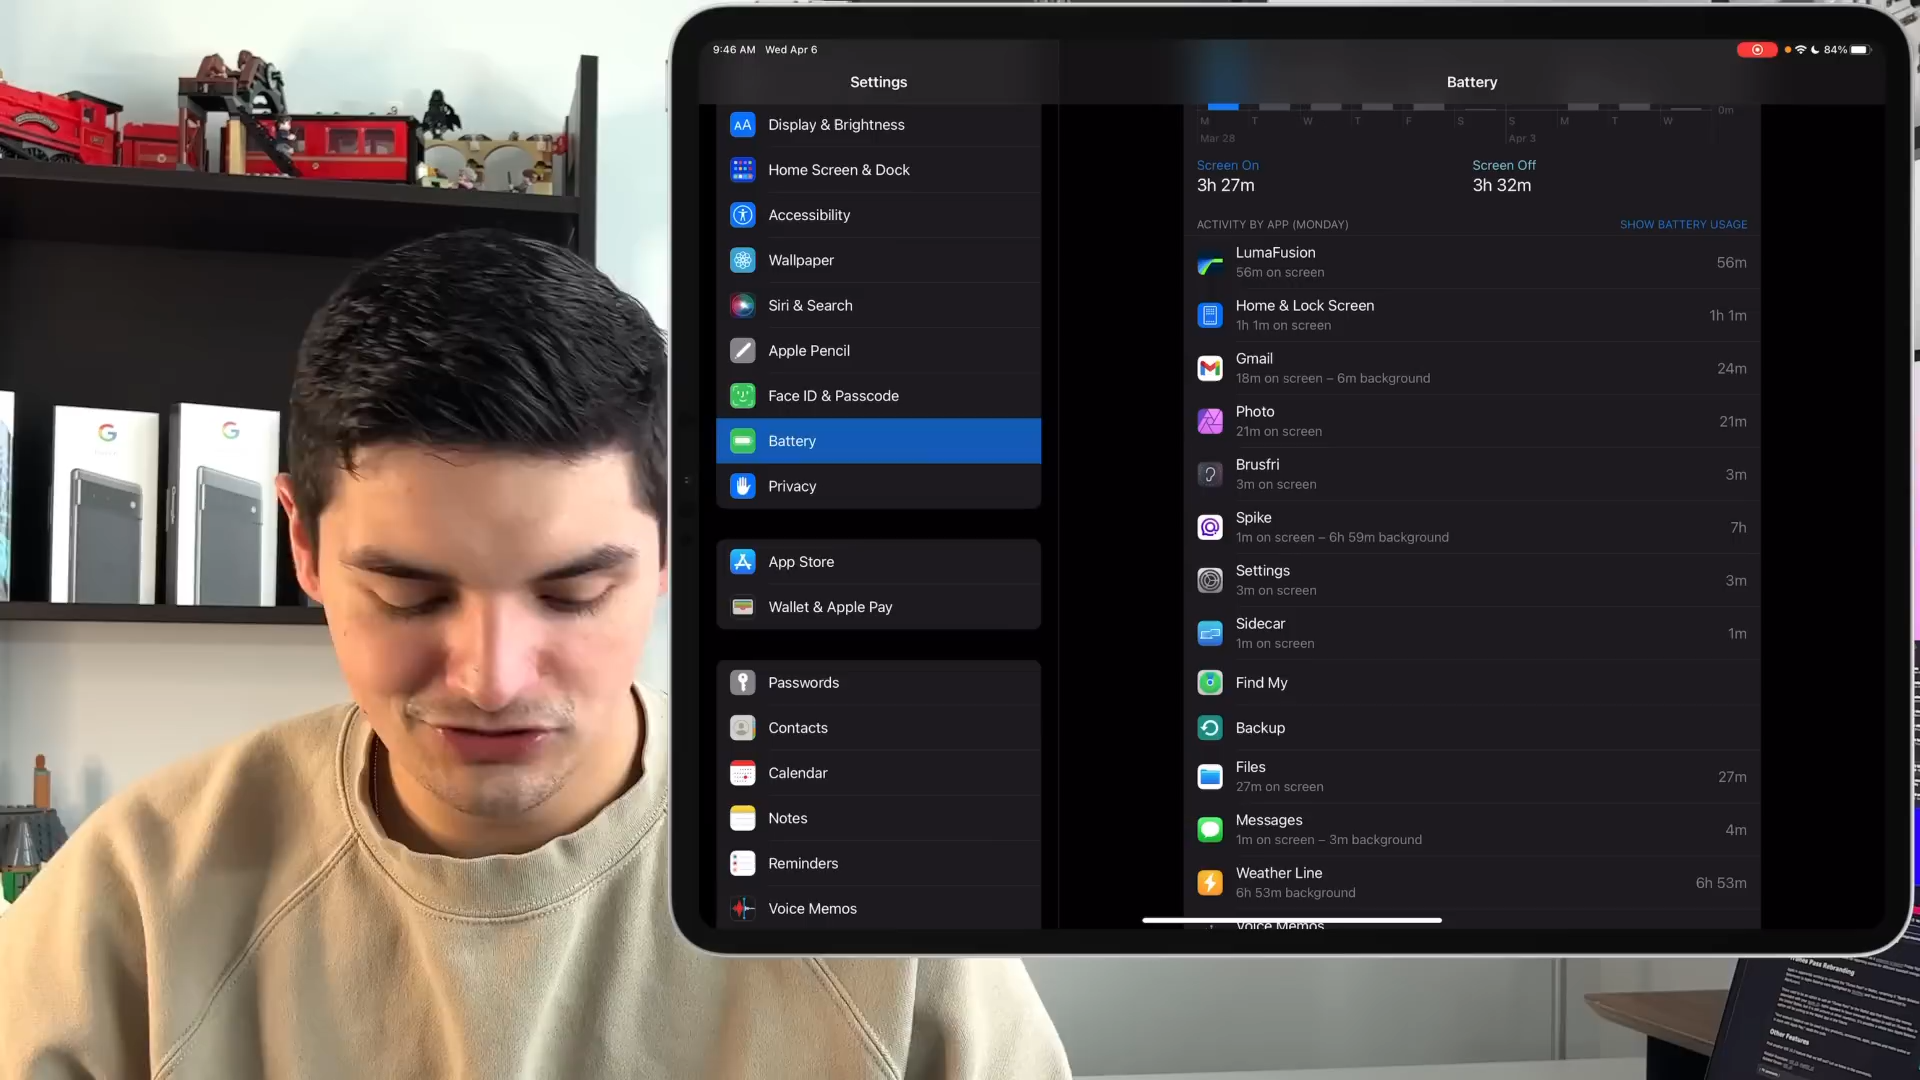 9:46 AM Wed Apr 6
84%
Settings
Display & Brightness
Home Screen & Dock
Accessibility
Wallpaper
Siri & Search
Apple Pencil
Face ID & Passcode
Battery
Privacy
App Store
Wallet & Apple Pay
Passwords
Contacts
Calendar
Notes
Reminders
Voice Memos
Battery
0m
M T W T F S S M T W
Mar 28 Apr 3
Screen On Screen Off
3h 27m 3h 32m
ACTIVITY BY APP (MONDAY) SHOW BATTERY USAGE
LumaFusion
56m on screen 56m
Home & Lock Screen
1h 1m on screen 1h 1m
Gmail
18m on screen – 6m background 24m
Photo
21m on screen 21m
Brusfri
3m on screen 3m
Spike
1m on screen – 6h 59m background 7h
Settings
3m on screen 3m
Sidecar
1m on screen 1m
Find My
Backup
Files
27m on screen 27m
Messages
1m on screen – 3m background 4m
Weather Line
6h 53m background 6h 53m
Voice Memos
G
G
iTunes Pass Rebranding
Other Features